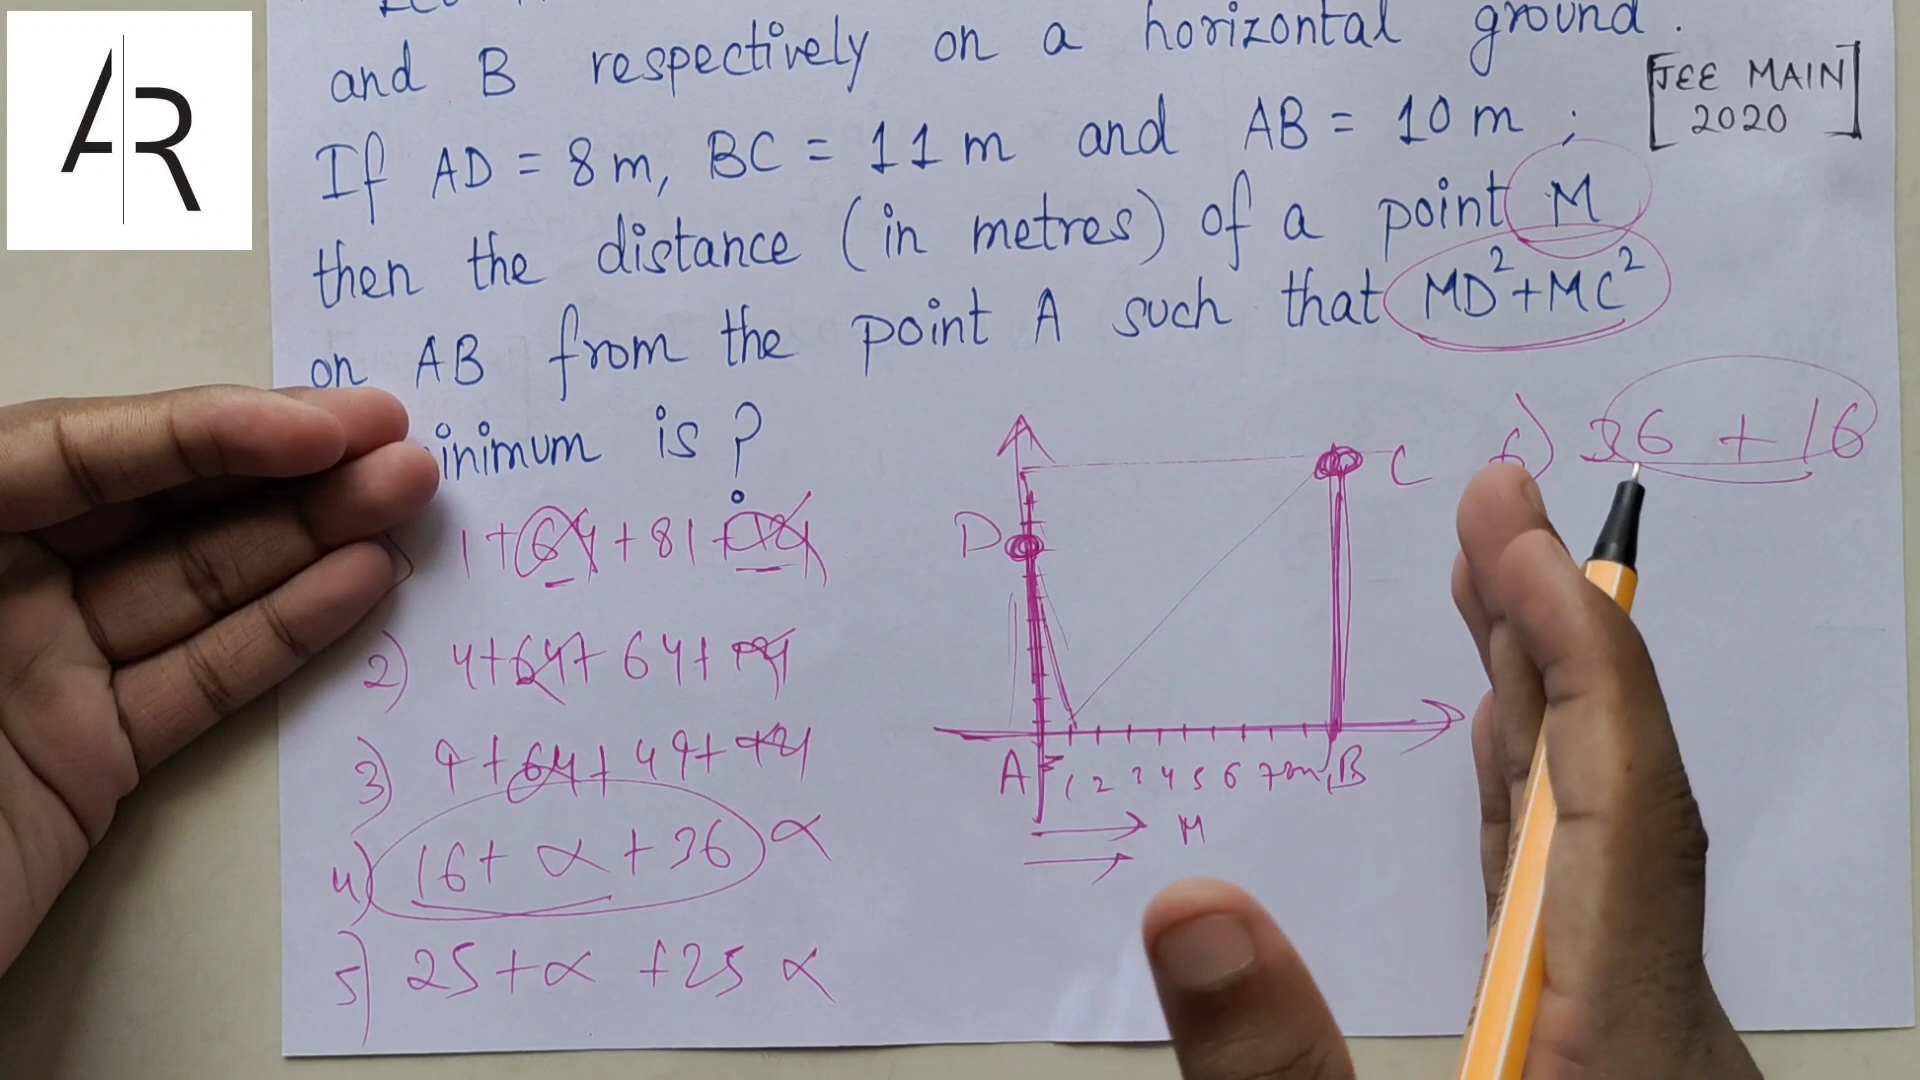 AR
and B respectively on a horizontal ground.
[JEE MAIN 2020]
If AD = 8 m, BC = 11 m and AB = 10 m ;
then the distance (in metres) of a point M
on AB from the point A such that MD²+MC²
inimum is ?
1+64+81+
2) 4+64+64+
3) 9+64+49+
4) 16+α+36 α
5) 25+α +25 α
6) 36 + 16
D
C
A 1 2 3 4 5 6 7 B
M